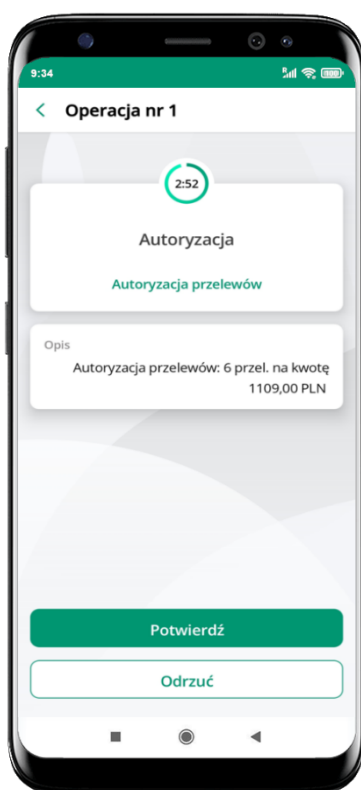 9:34
Operacja nr 1
2:52
Autoryzacja
Autoryzacja przelewów
Opis
Autoryzacja przelewów: 6 przel. na kwotę
1109,00 PLN
Potwierdź
Odrzuć